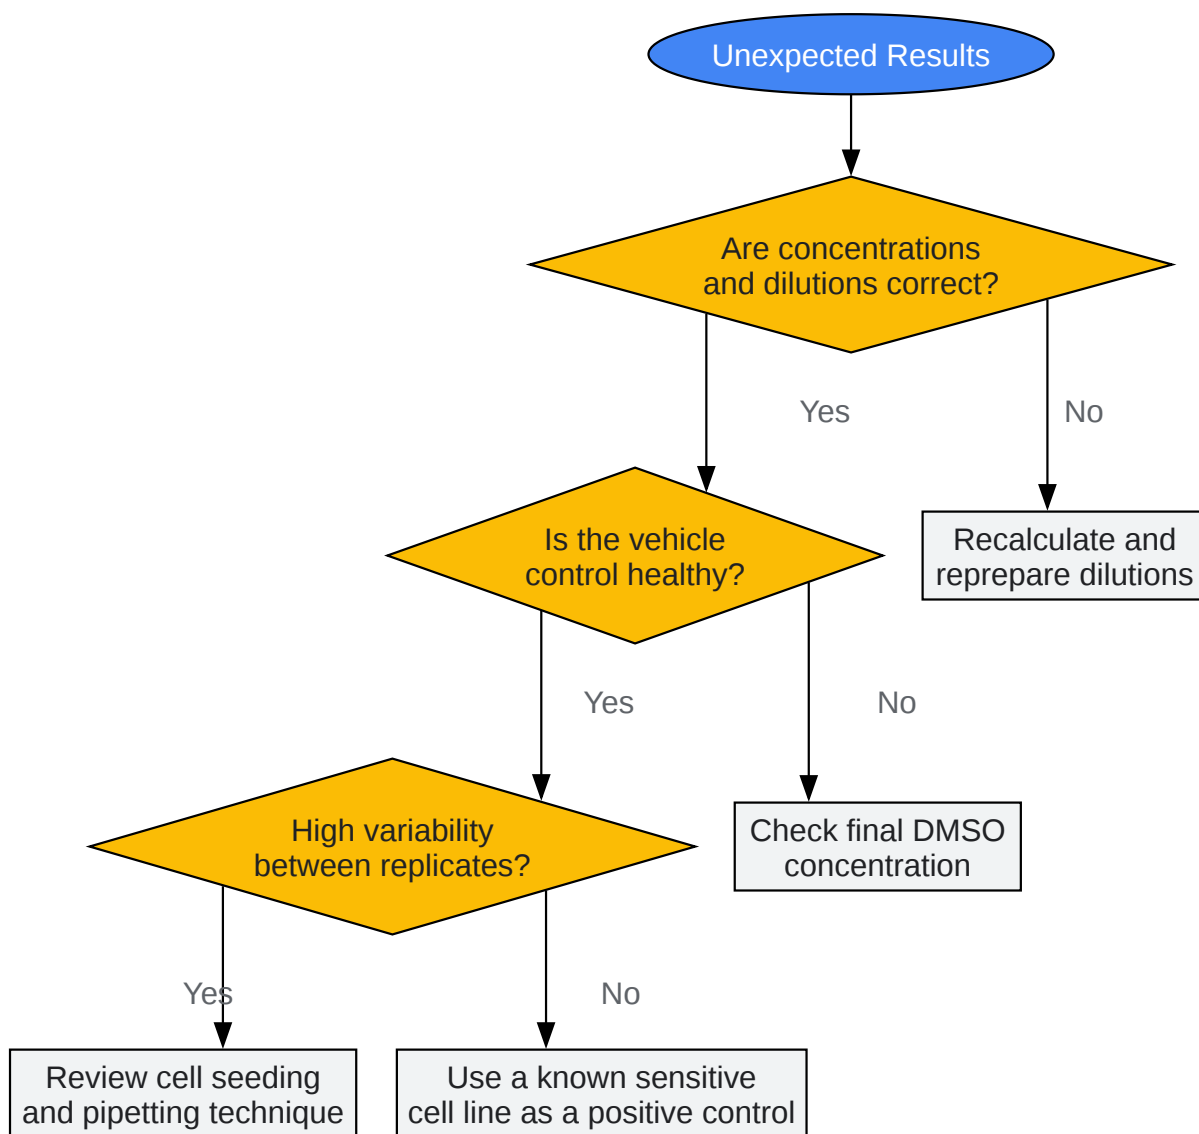 Unexpected Results
Are concentrations
and dilutions correct?
Yes
No
Is the vehicle
control healthy?
Recalculate and
reprepare dilutions
Yes
No
High variability
between replicates?
Check final DMSO
concentration
Yes
No
Review cell seeding
and pipetting technique
Use a known sensitive
cell line as a positive control